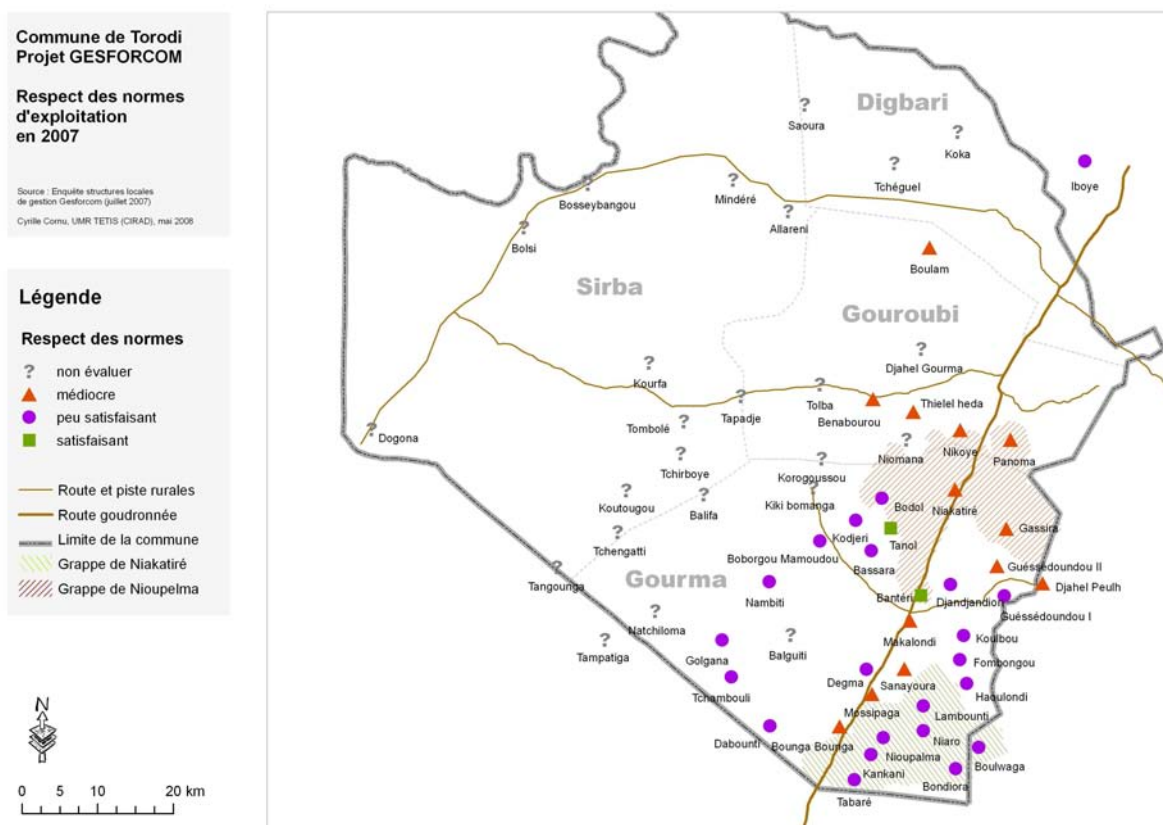 Commune de Torodi
Projet GESFORCOM
Respect des normes
d'exploitation
en 2007
Source : Enquête structures locales
de gestion Gesforcom (juillet 2007)
Cyrille Cornu, UMR TETIS (CIRAD), mai 2008
Légende
Respect des normes
? non évaluer
médiocre
peu satisfaisant
satisfaisant
Route et piste rurales
Route goudronnée
Limite de la commune
Grappe de Niakatiré
Grappe de Nioupelma
N
0 5 10 20 km
Digbari
?
Saoura
?
Koka
?
Tchéguel
Iboye
?
Bosseybangou
?
Mindéré
?
Allareni
?
Bolsi
Boulam
Sirba
Gouroubi
?
Djahel Gourma
?
Kourfa
?
Tolba
?
Tapadje
Benabourou
Thielel heda
?
Tombolé
?
Dogona
?
Niomana
Nikoye
Panoma
?
Tchirboye
?
Korogoussou
?
Kiki bomanga
?
Koutougou
?
Balifa
Bodol
Niakatiré
Kodjeri
Tanol
Gassira
?
Tchengatti
Boborgou Mamoudou
Bassara
Guéssédoundou II
?
Tangounga
Gourma
Nambiti
Bantéri
Djandjandiori
Djahel Peulh
Guéssédoundou I
?
Natchiloma
Makalondi
Koulbou
?
Tampatiga
Golgana
?
Balguiti
Fombongou
Tchambouli
Degma
Sanayoura
Haoulondi
Mossipaga
Lambounti
Dabounti
Bounga Bounga
Niaro
Nioupalma
Boulwaga
Kankani
Bondiora
Tabaré